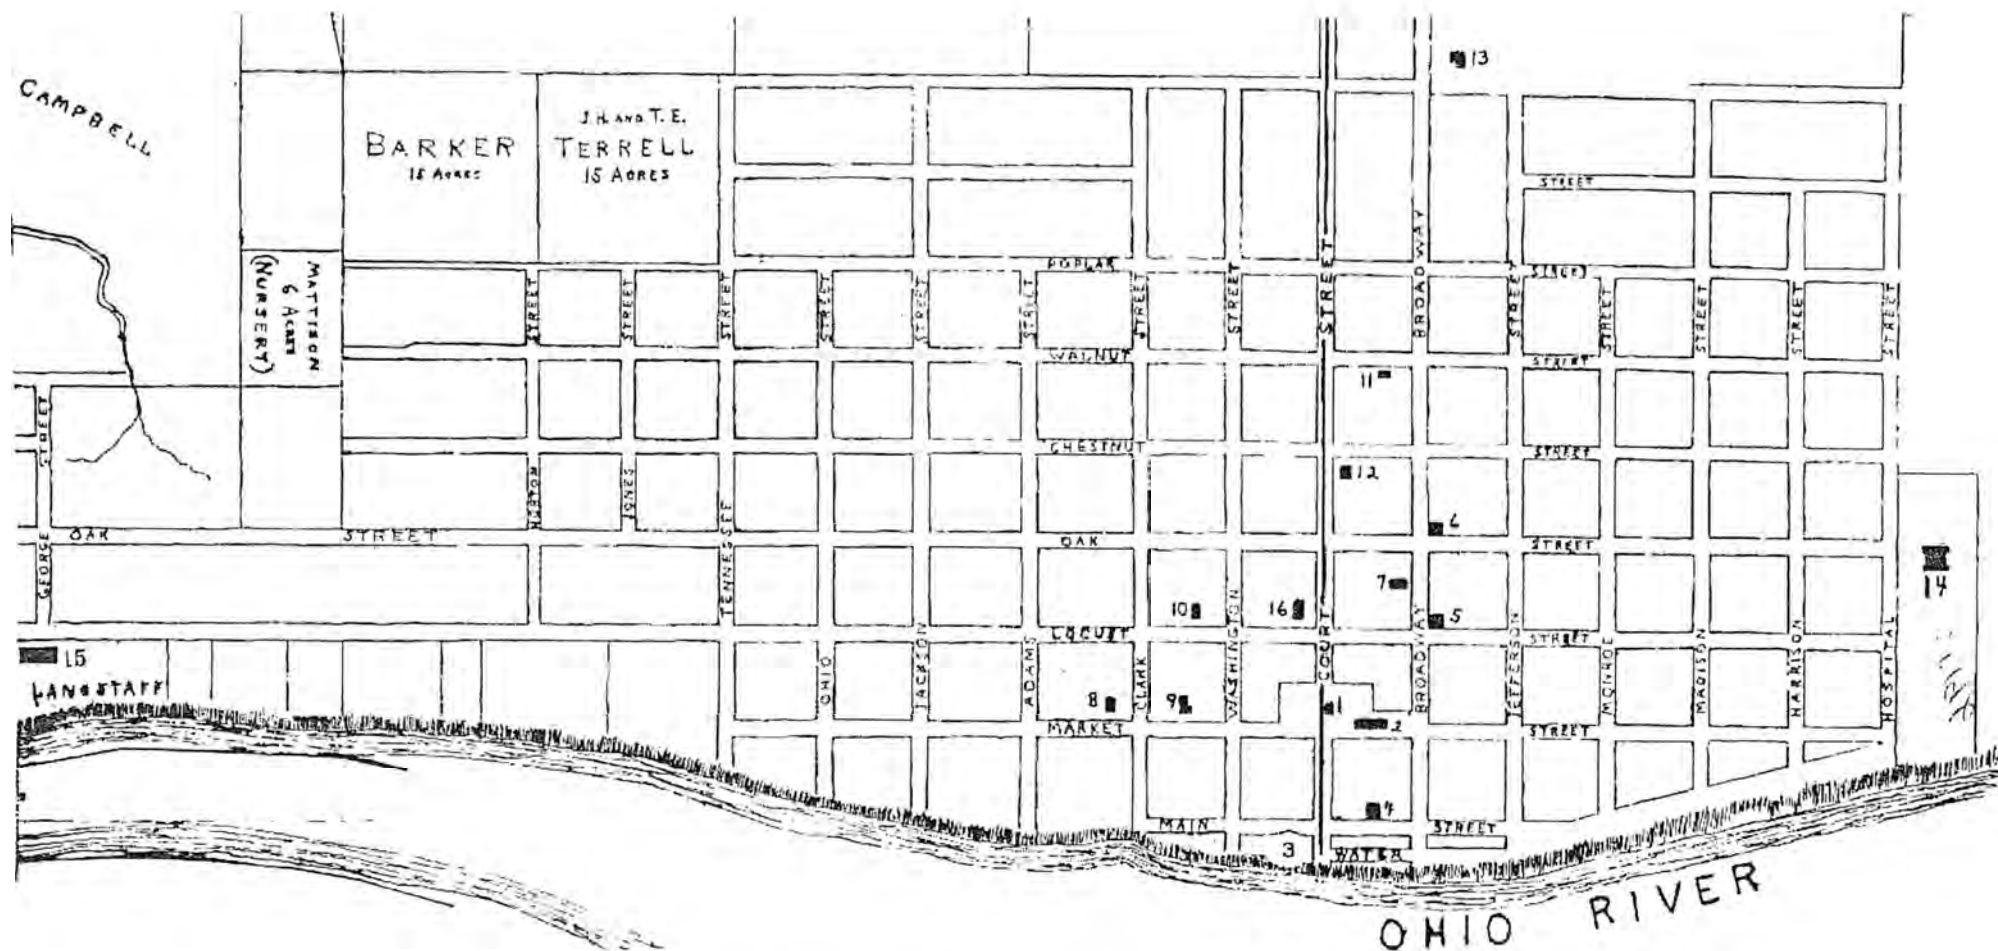 CAMPBELL
BARKER
15 ACRES
J.H. AND T.E.
TERRELL
15 ACRES
13
STREET
MATTISON
6 ACRES
(NURSERY)
POPLAR
STREET
STREET
STREET
STREET
STREET
STREET
STREET
STREET
STREET
STREET
BROADWAY
STREET
STREET
STREET
STREET
STREET
WALNUT
STREET
11
STREET
CHESTNUT
STREET
12
HORTON
JONES
TENNESSEE
6
OAK
STREET
OAK
STREET
GEORGE
14
7
10
16
5
LOCUST
STREET
15
LANGSTAFF
OHIO
JACKSON
ADAMS
CLARK
WASHINGTON
COURT
BROADWAY
JEFFERSON
MONROE
MADISON
HARRISON
HOSPITAL
8
9
1
2
MARKET
STREET
4
MAIN
STREET
3
WATER
OHIO RIVER